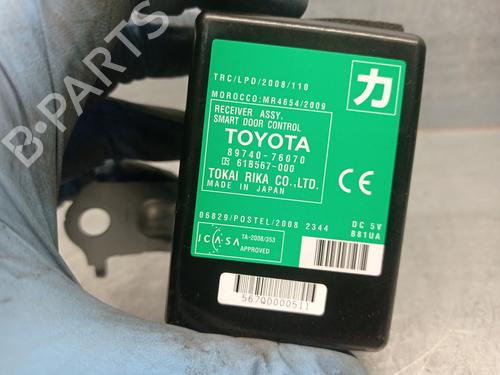 B-PARTS
TRC/LPD/2008/110
MOROCCO:MR4654/2009
力
RECEIVER ASSY,
SMART DOOR CONTROL
TOYOTA
89740-76070
618567-000
TOKAI RIKA CO.,LTD.
MADE IN JAPAN
CE
06829/POSTEL/2008 2344
DC 5V
B81UA
ICASA
TA-2008/353
APPROVED
567QD000511